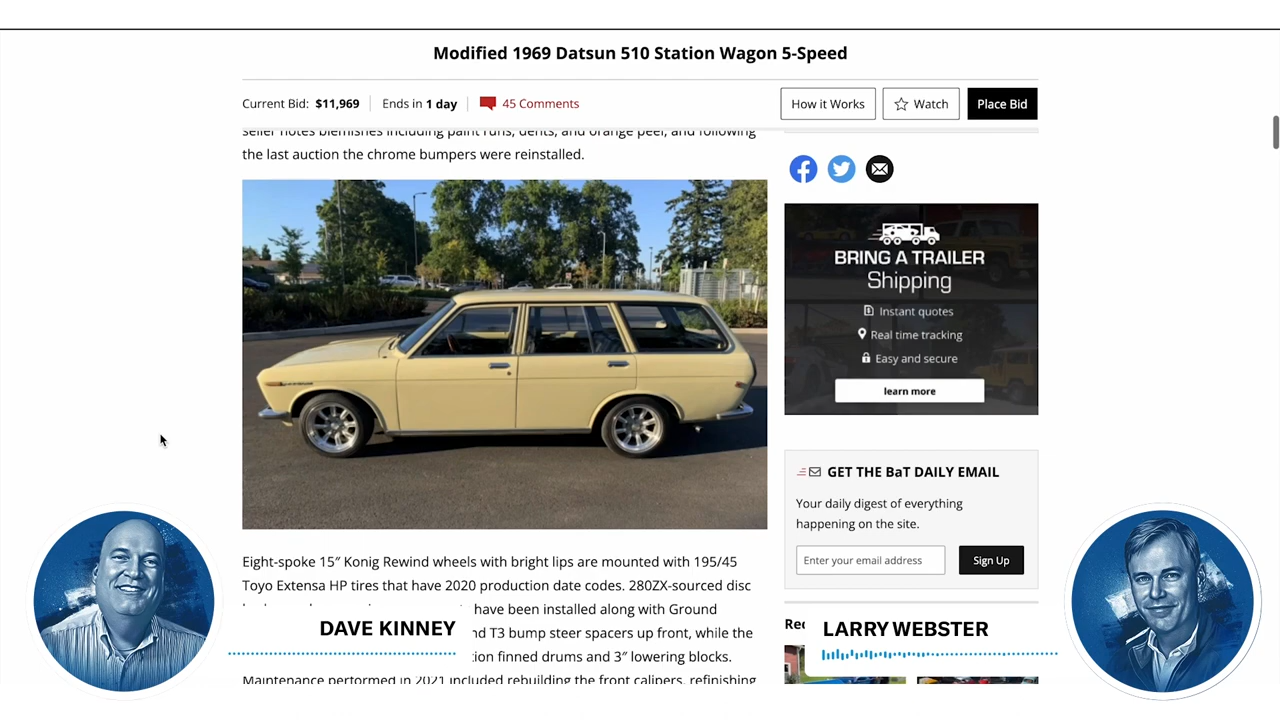 Modified 1969 Datsun 510 Station Wagon 5-Speed
Current Bid: $11,969
Ends in 1 day
45 Comments
How it Works
Watch
Place Bid
seller notes blemishes including paint runs, dents, and orange peel, and following
the last auction the chrome bumpers were reinstalled.
BRING A TRAILER
Shipping
Instant quotes
Real time tracking
Easy and secure
learn more
GET THE BaT DAILY EMAIL
Your daily digest of everything
happening on the site.
Enter your email address
Sign Up
Eight-spoke 15″ Konig Rewind wheels with bright lips are mounted with 195/45
Toyo Extensa HP tires that have 2020 production date codes. 280ZX-sourced disc
have been installed along with Ground
nd T3 bump steer spacers up front, while the
ion finned drums and 3″ lowering blocks.
Maintenance performed in 2021 included rebuilding the front calipers, refinishing
DAVE KINNEY
Rec
LARRY WEBSTER